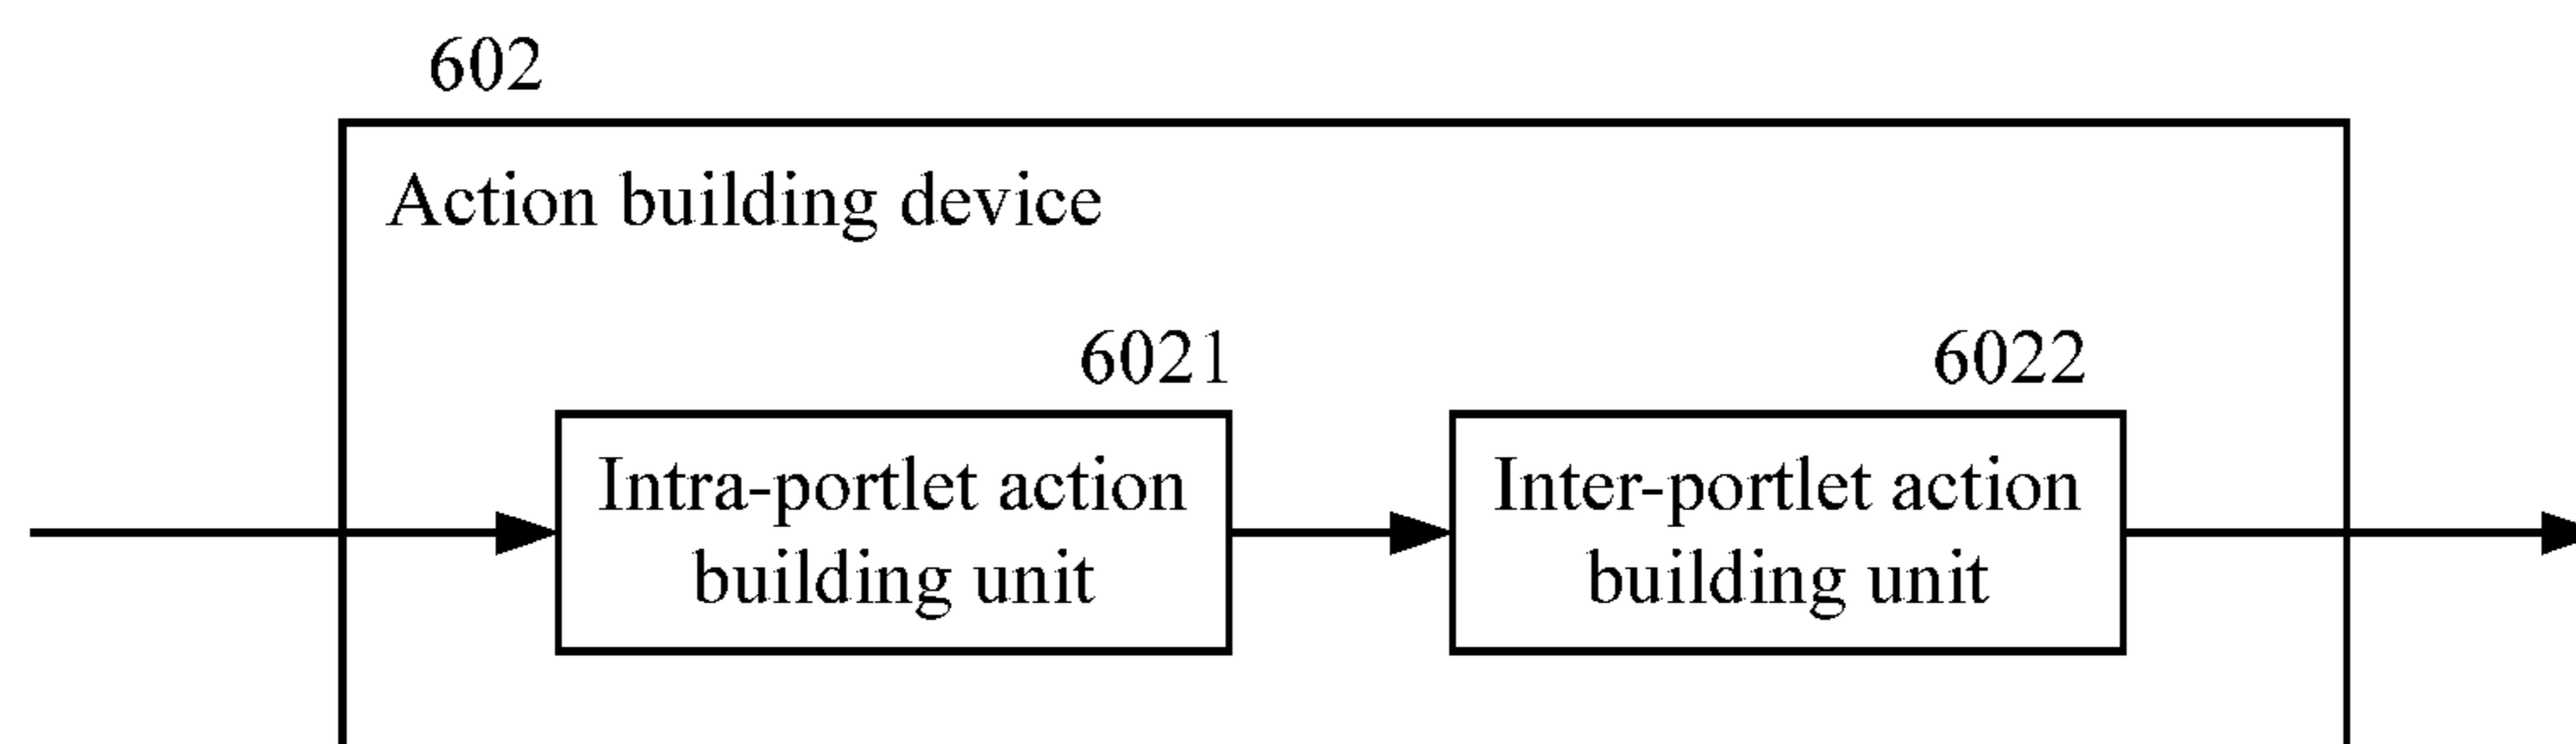 602
Action building device
6021
6022
Intra-portlet action
building unit
Inter-portlet action
building unit